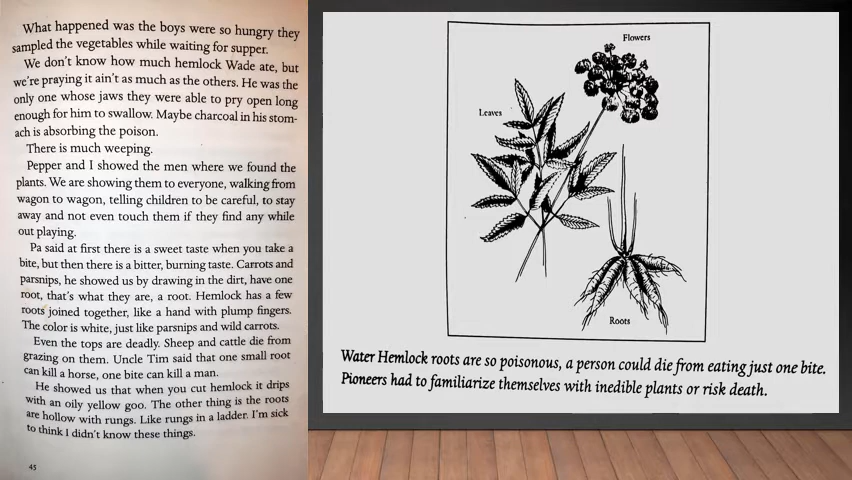 What happened was the boys were so hungry they
sampled the vegetables while waiting for supper.
We don't know how much hemlock Wade ate, but
we're praying it ain't as much as the others. He was the
only one whose jaws they were able to pry open long
enough for him to swallow. Maybe charcoal in his stom-
ach is absorbing the poison.
There is much weeping.
Pepper and I showed the men where we found the
plants. We are showing them to everyone, walking from
wagon to wagon, telling children to be careful, to stay
away and not even touch them if they find any while
out playing.
Pa said at first there is a sweet taste when you take a
bite, but then there is a bitter, burning taste. Carrots and
parsnips, he showed us by drawing in the dirt, have one
root, that's what they are, a root. Hemlock has a few
roots joined together, like a hand with plump fingers.
The color is white, just like parsnips and wild carrots.
Even the tops are deadly. Sheep and cattle die from
grazing on them. Uncle Tim said that one small root
can kill a horse, one bite can kill a man.
He showed us that when you cut hemlock it drips
with an oily yellow goo. The other thing is the roots
are hollow with rungs. Like rungs in a ladder. I'm sick
to think I didn't know these things.
45
Flowers
Leaves
Roots
Water Hemlock roots are so poisonous, a person could die from eating just one bite.
Pioneers had to familiarize themselves with inedible plants or risk death.